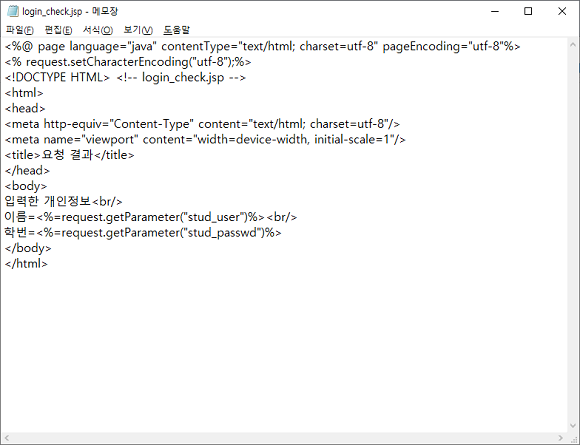 login_check.jsp - 메모장
파일(F) 편집(E) 서식(O) 보기(V) 도움말
<%@ page language="java" contentType="text/html; charset=utf-8" pageEncoding="utf-8"%>
<% request.setCharacterEncoding("utf-8");%>
<!DOCTYPE HTML> <!-- login_check.jsp -->
<html>
<head>
<meta http-equiv="Content-Type" content="text/html; charset=utf-8"/>
<meta name="viewport" content="width=device-width, initial-scale=1"/>
<title>요청 결과</title>
</head>
<body>
입력한 개인정보<br/>
이름=<%=request.getParameter("stud_user")%><br/>
학번=<%=request.getParameter("stud_passwd")%>
</body>
</html>